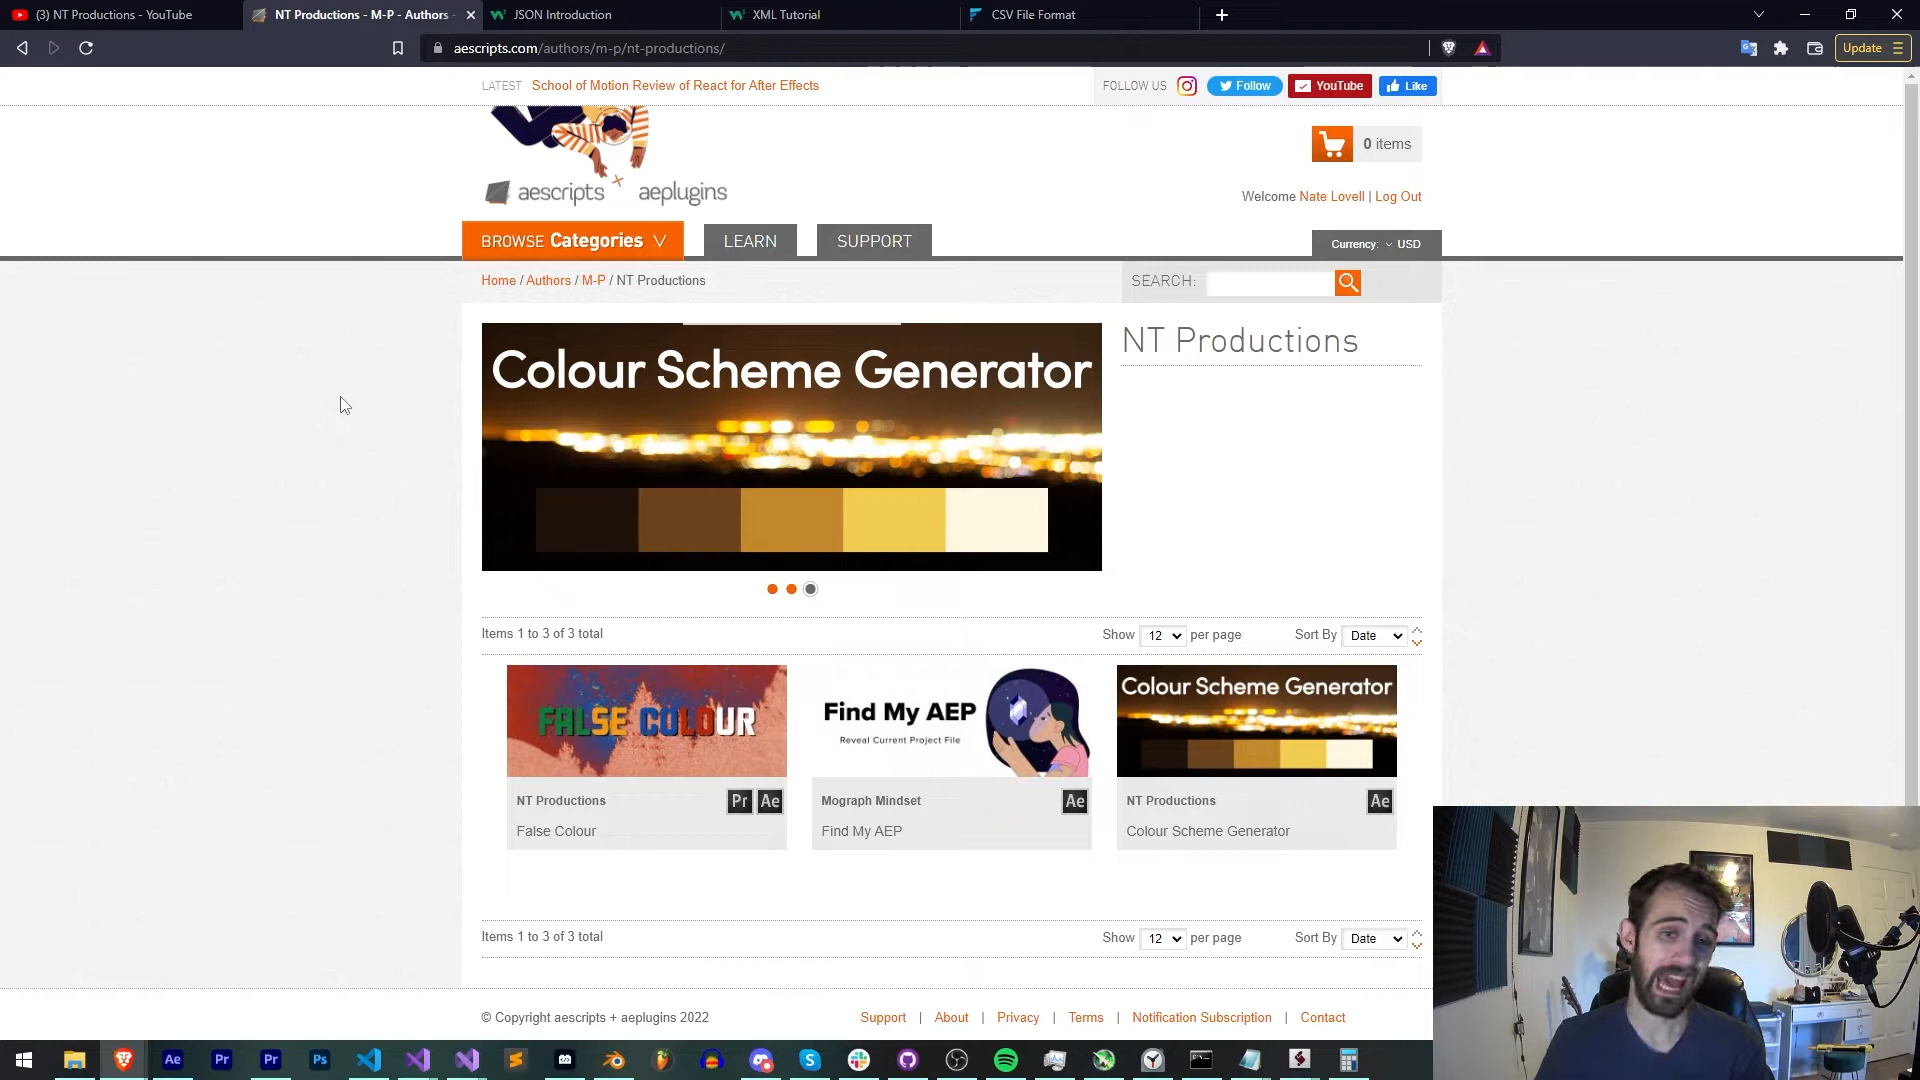 (3) NT Productions - YouTube
NT Productions - M-P - Authors -
JSON Introduction
XML Tutorial
CSV File Format
aescripts.com/authors/m-p/nt-productions/
Update
LATEST School of Motion Review of React for After Effects
FOLLOW US
Follow
YouTube
Like
aescripts + aeplugins
0 items
Welcome Nate Lovell | Log Out
BROWSE Categories
LEARN
SUPPORT
Currency: USD
Home / Authors / M-P / NT Productions
SEARCH:
Colour Scheme Generator
NT Productions
Items 1 to 3 of 3 total
Show 12 per page
Sort By Date
FALSE COLOUR
Find My AEP
Reveal Current Project File
Colour Scheme Generator
NT Productions
Pr Ae
False Colour
Mograph Mindset
Ae
Find My AEP
NT Productions
Ae
Colour Scheme Generator
Items 1 to 3 of 3 total
Show 12 per page
Sort By Date
© Copyright aescripts + aeplugins 2022
Support | About | Privacy | Terms | Notification Subscription | Contact
Ae
Pr
Pr
Ps